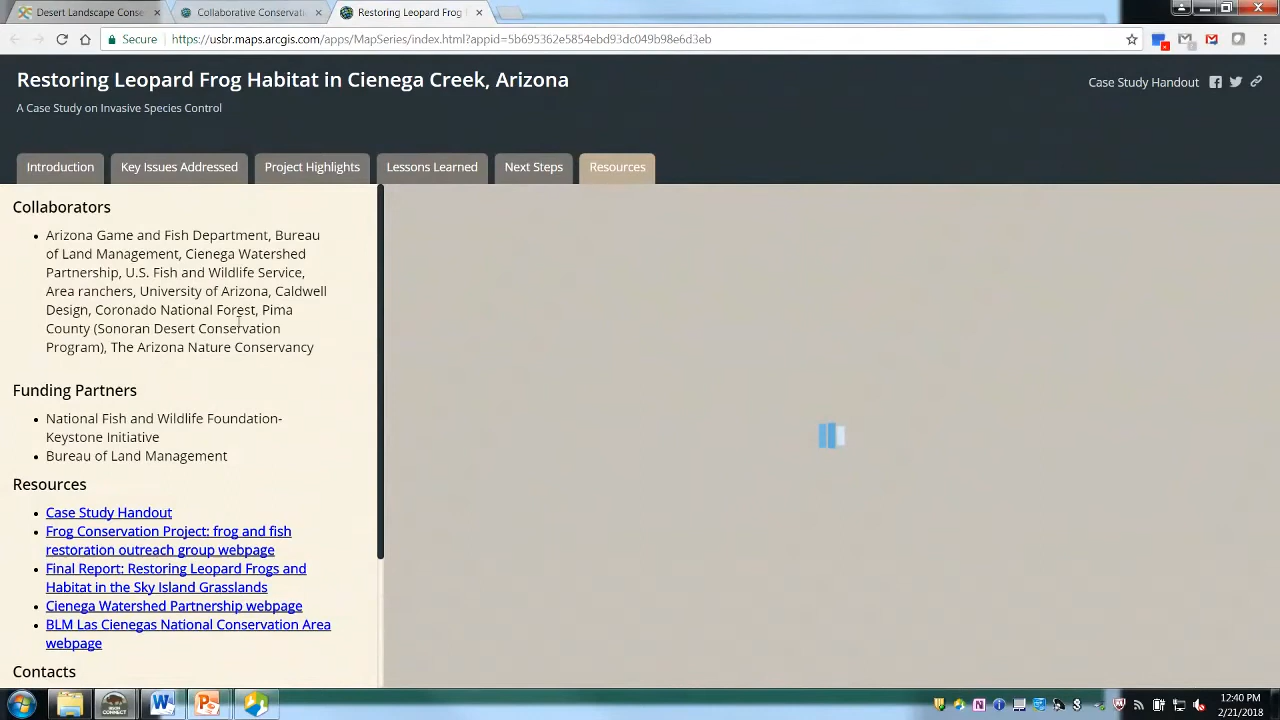 Desert Landscape Conse
Collaborative Conservati
Restoring Leopard Frog
Secure
https://usbr.maps.arcgis.com/apps/MapSeries/index.html?appid=5b695362e5854ebd93dc049b98e6d3eb
Restoring Leopard Frog Habitat in Cienega Creek, Arizona
Case Study Handout
A Case Study on Invasive Species Control
Introduction
Key Issues Addressed
Project Highlights
Lessons Learned
Next Steps
Resources
Collaborators
Arizona Game and Fish Department, Bureau
of Land Management, Cienega Watershed
Partnership, U.S. Fish and Wildlife Service,
Area ranchers, University of Arizona, Caldwell
Design, Coronado National Forest, Pima
County (Sonoran Desert Conservation
Program), The Arizona Nature Conservancy
Funding Partners
National Fish and Wildlife Foundation-
Keystone Initiative
Bureau of Land Management
Resources
Case Study Handout
Frog Conservation Project: frog and fish
restoration outreach group webpage
Final Report: Restoring Leopard Frogs and
Habitat in the Sky Island Grasslands
Cienega Watershed Partnership webpage
BLM Las Cienegas National Conservation Area
webpage
Contacts
12:40 PM
2/21/2018